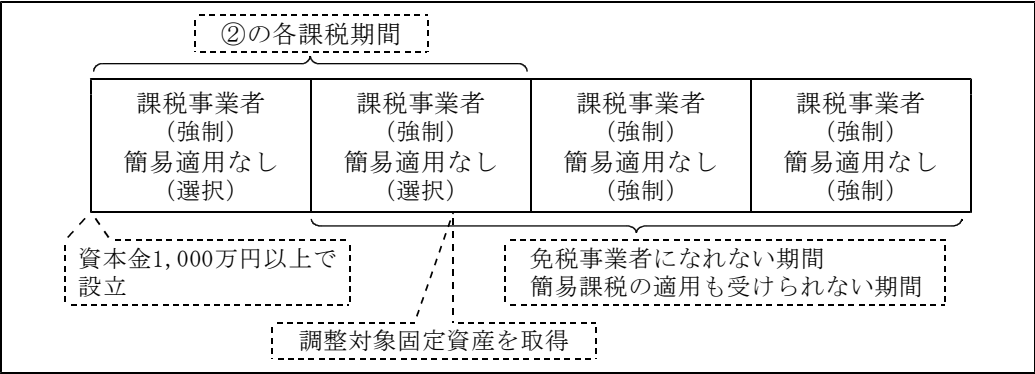 ②の各課税期間
課税事業者
(強制)
簡易適用なし
(選択)
課税事業者
(強制)
簡易適用なし
(選択)
課税事業者
(強制)
簡易適用なし
(強制)
課税事業者
(強制)
簡易適用なし
(強制)
資本金1,000万円以上で
設立
免税事業者になれない期間
簡易課税の適用も受けられない期間
調整対象固定資産を取得